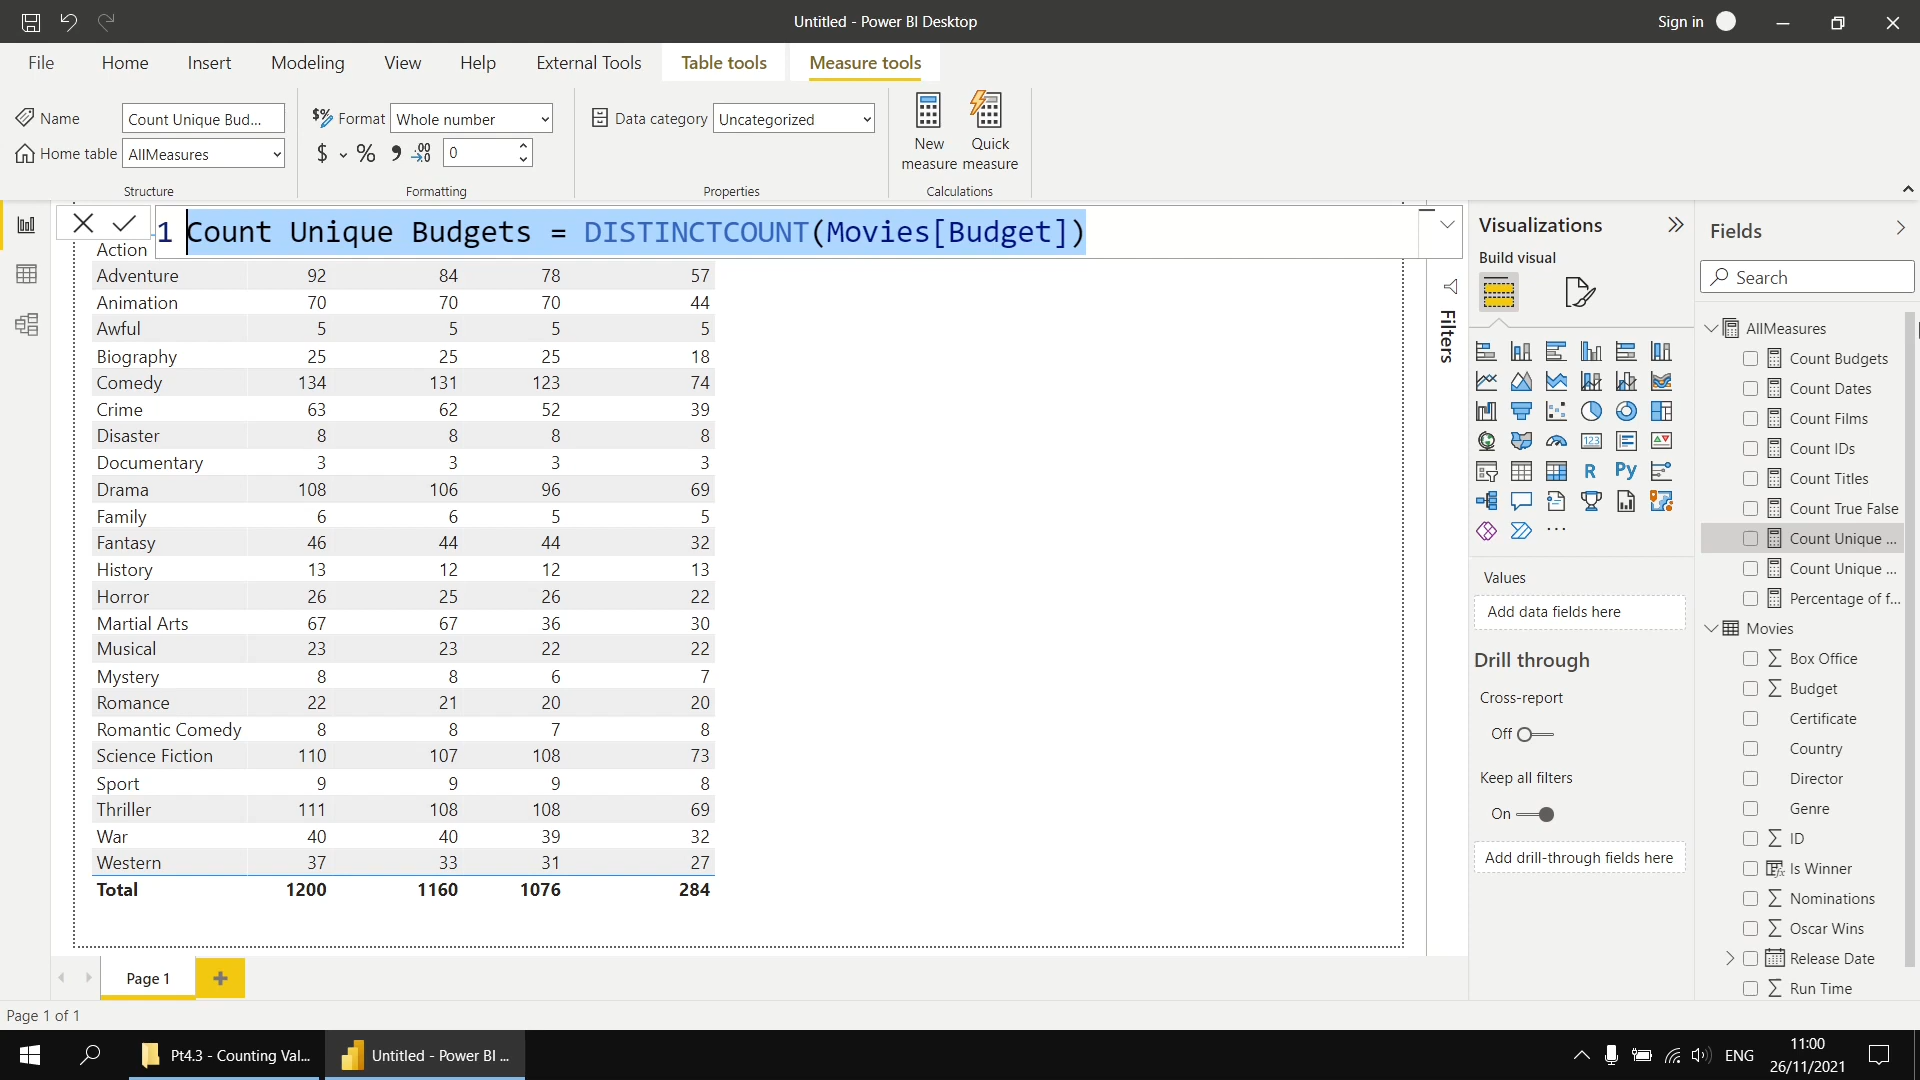 Untitled - Power BI Desktop
Sign in
File Home Insert Modeling View Help External Tools Table tools Measure tools
Name Count Unique Bud...
Home table AllMeasures
Structure
Format Whole number
$ % , .00 0
Formatting
Data category Uncategorized
Properties
New measure
Quick measure
Calculations
1 Count Unique Budgets = DISTINCTCOUNT(Movies[Budget])
Action
Adventure 92 84 78 57
Animation 70 70 70 44
Awful 5 5 5 5
Biography 25 25 25 18
Comedy 134 131 123 74
Crime 63 62 52 39
Disaster 8 8 8 8
Documentary 3 3 3 3
Drama 108 106 96 69
Family 6 6 5 5
Fantasy 46 44 44 32
History 13 12 12 13
Horror 26 25 26 22
Martial Arts 67 67 36 30
Musical 23 23 22 22
Mystery 8 8 6 7
Romance 22 21 20 20
Romantic Comedy 8 8 7 8
Science Fiction 110 107 108 73
Sport 9 9 9 8
Thriller 111 108 108 69
War 40 40 39 32
Western 37 33 31 27
Total 1200 1160 1076 284
Filters
Visualizations
Build visual
123
R Py
...
Values
Add data fields here
Drill through
Cross-report
Off
Keep all filters
On
Add drill-through fields here
Fields
Search
AllMeasures
Count Budgets
Count Dates
Count Films
Count IDs
Count Titles
Count True False
Count Unique ...
Count Unique ...
Percentage of f...
Movies
Box Office
Budget
Certificate
Country
Director
Genre
ID
Is Winner
Nominations
Oscar Wins
Release Date
Run Time
Page 1
+
Page 1 of 1
Pt4.3 - Counting Val...
Untitled - Power BI ...
ENG
11:00
26/11/2021